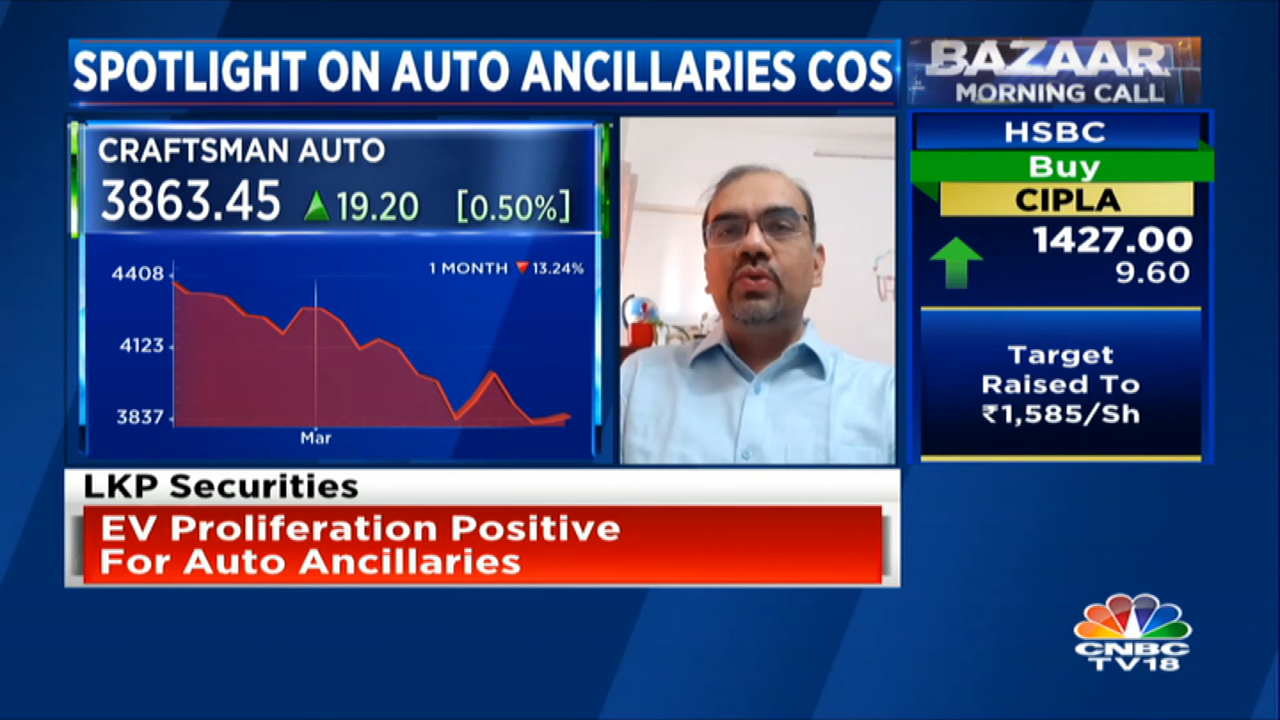 SPOTLIGHT ON AUTO ANCILLARIES COS
BAZAAR
MORNING CALL
CRAFTSMAN AUTO
3863.45 ▲ 19.20 [0.50%]
1 MONTH ▼ 13.24%
4408
4123
3837
Mar
HSBC
Buy
CIPLA
1427.00
9.60
Target
Raised To
₹1,585/Sh
LKP Securities
EV Proliferation Positive
For Auto Ancillaries
CNBC
TV18